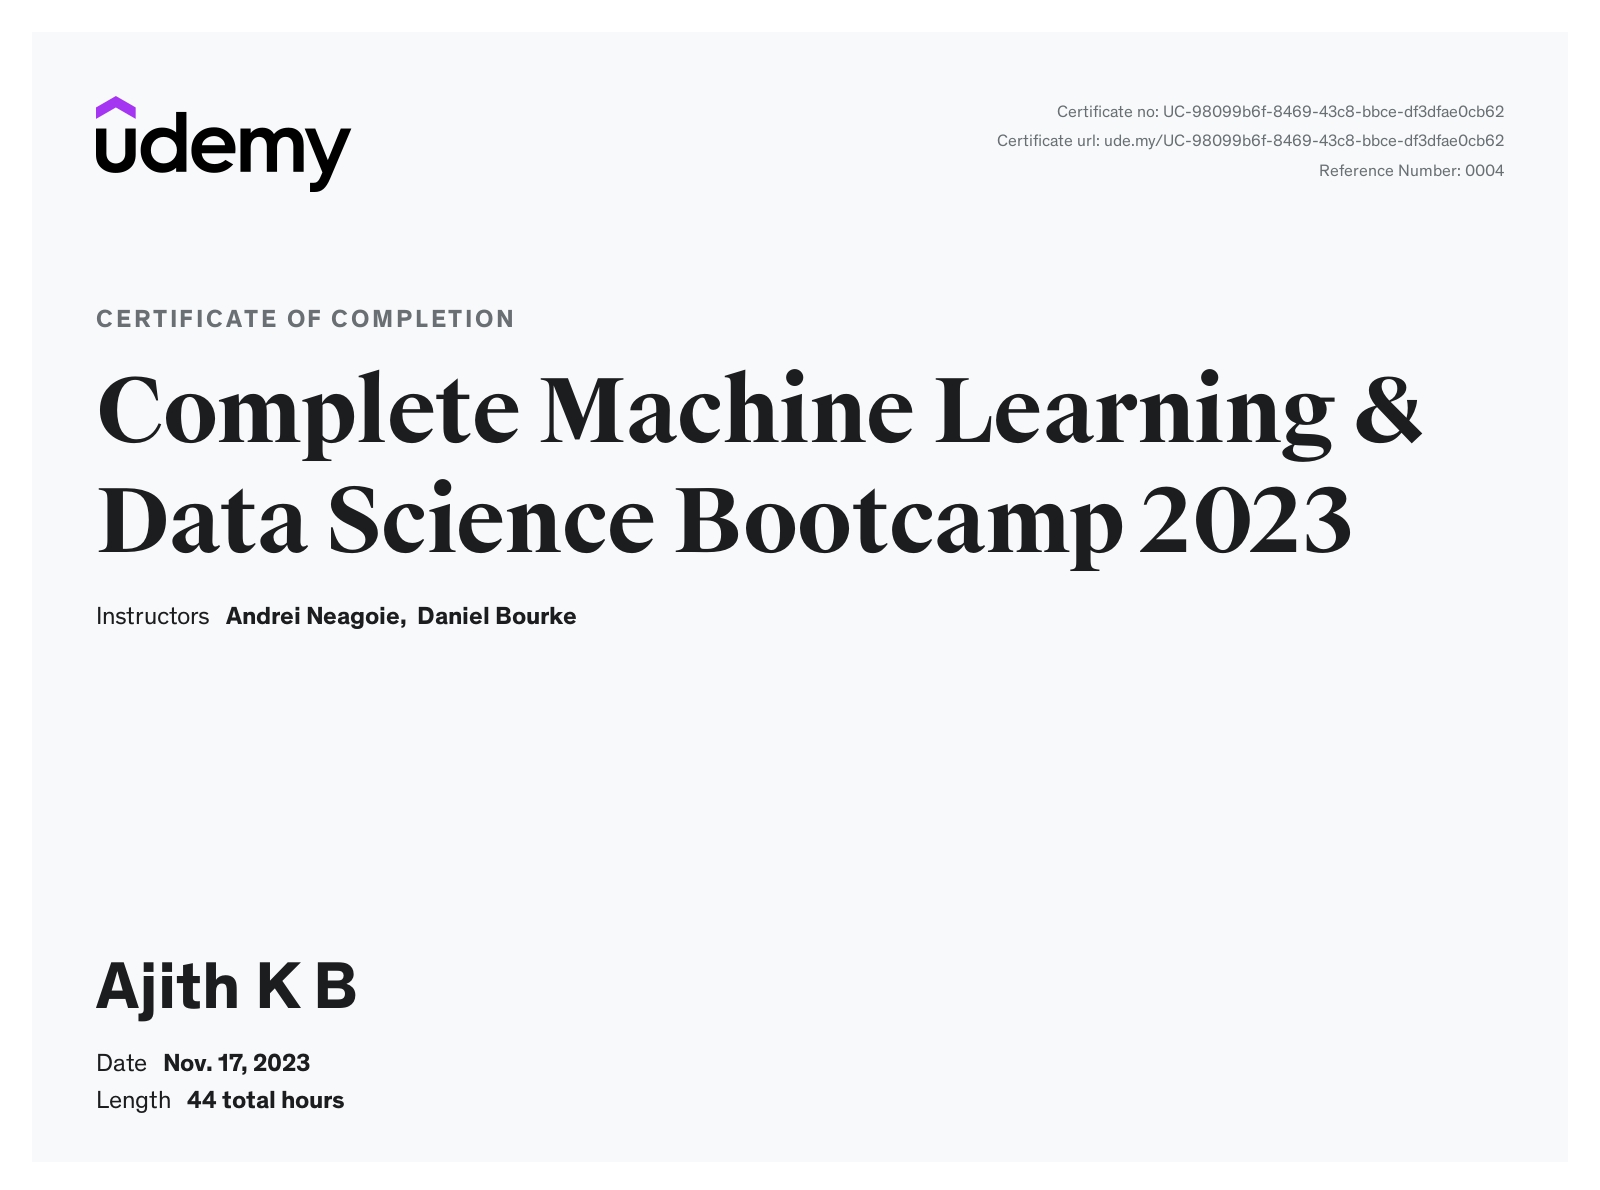 udemy
Certificate no: UC-98099b6f-8469-43c8-bbce-df3dfae0cb62
Certificate url: ude.my/UC-98099b6f-8469-43c8-bbce-df3dfae0cb62
Reference Number: 0004
CERTIFICATE OF COMPLETION
Complete Machine Learning &
Data Science Bootcamp 2023
Instructors Andrei Neagoie, Daniel Bourke
Ajith K B
Date Nov. 17, 2023
Length 44 total hours